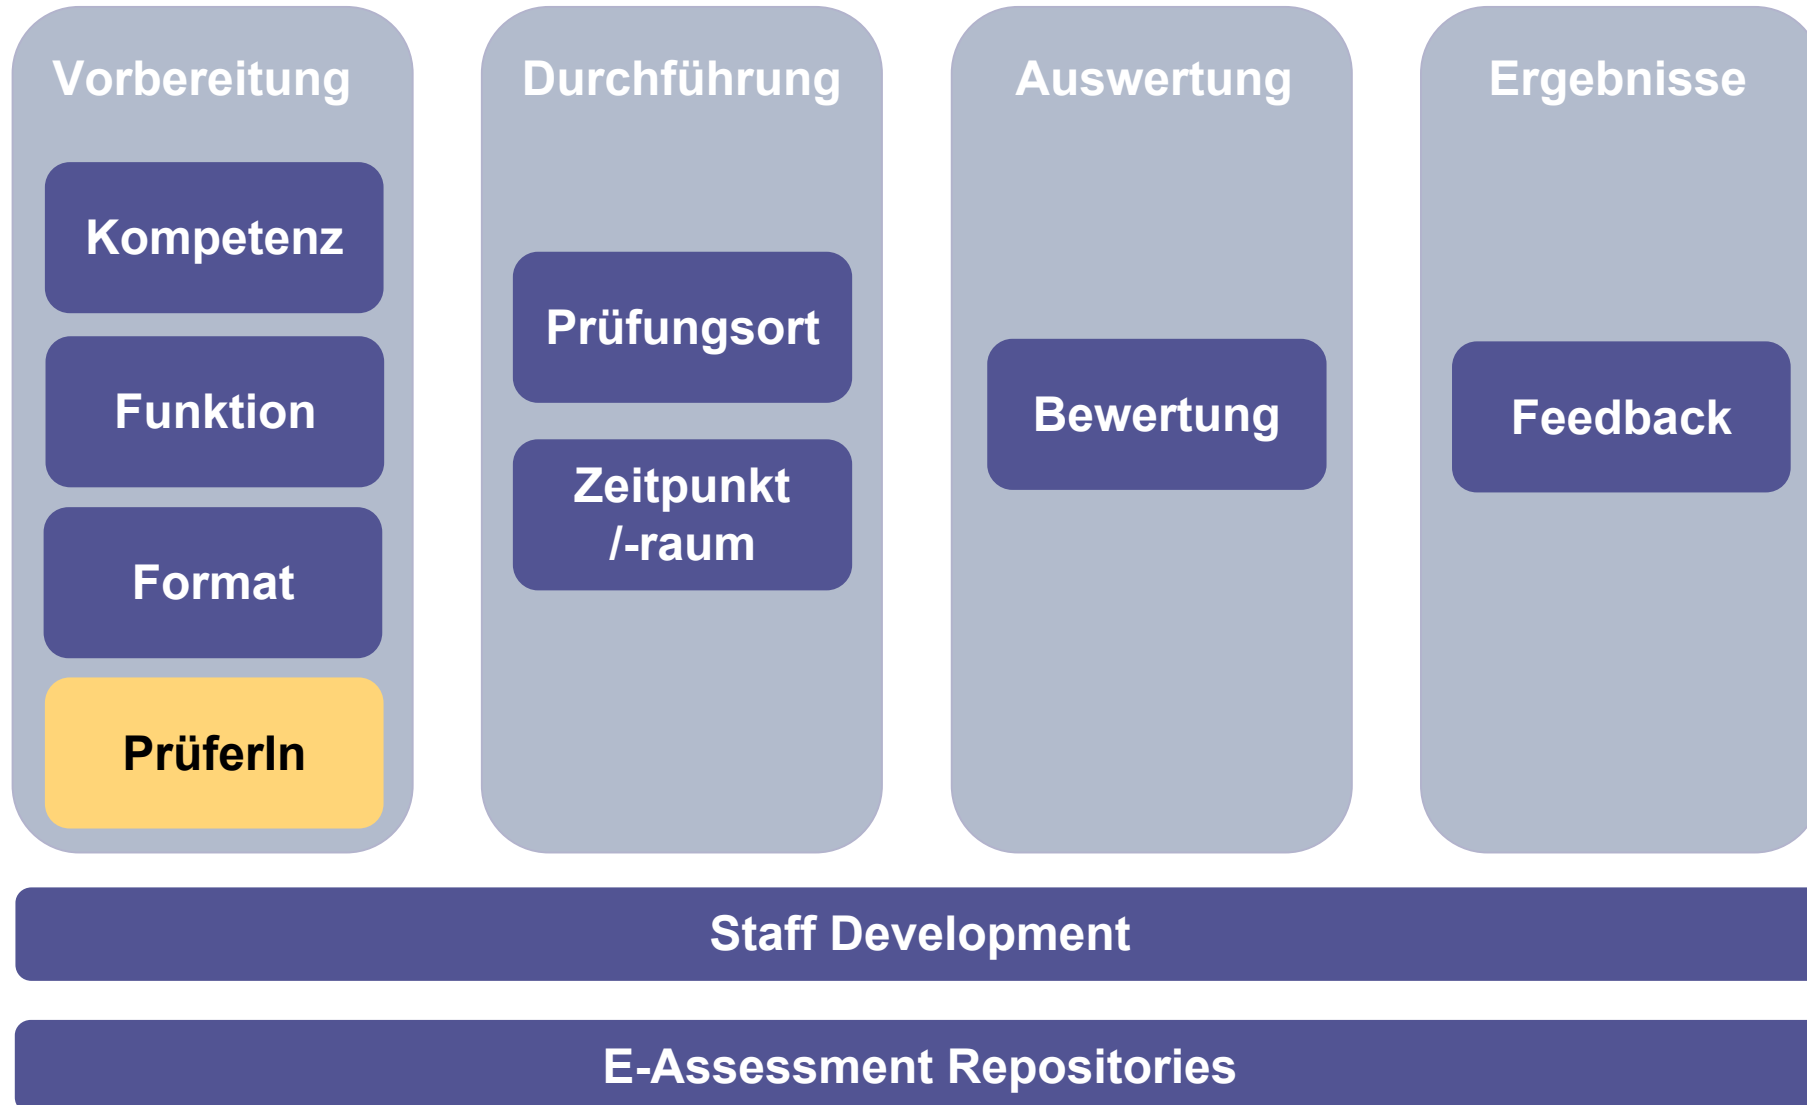 Vorbereitung
Kompetenz
Funktion
Format
PrüferIn
Durchführung
Prüfungsort
Zeitpunkt
/-raum
Auswertung
Bewertung
Ergebnisse
Feedback
Staff Development
E-Assessment Repositories